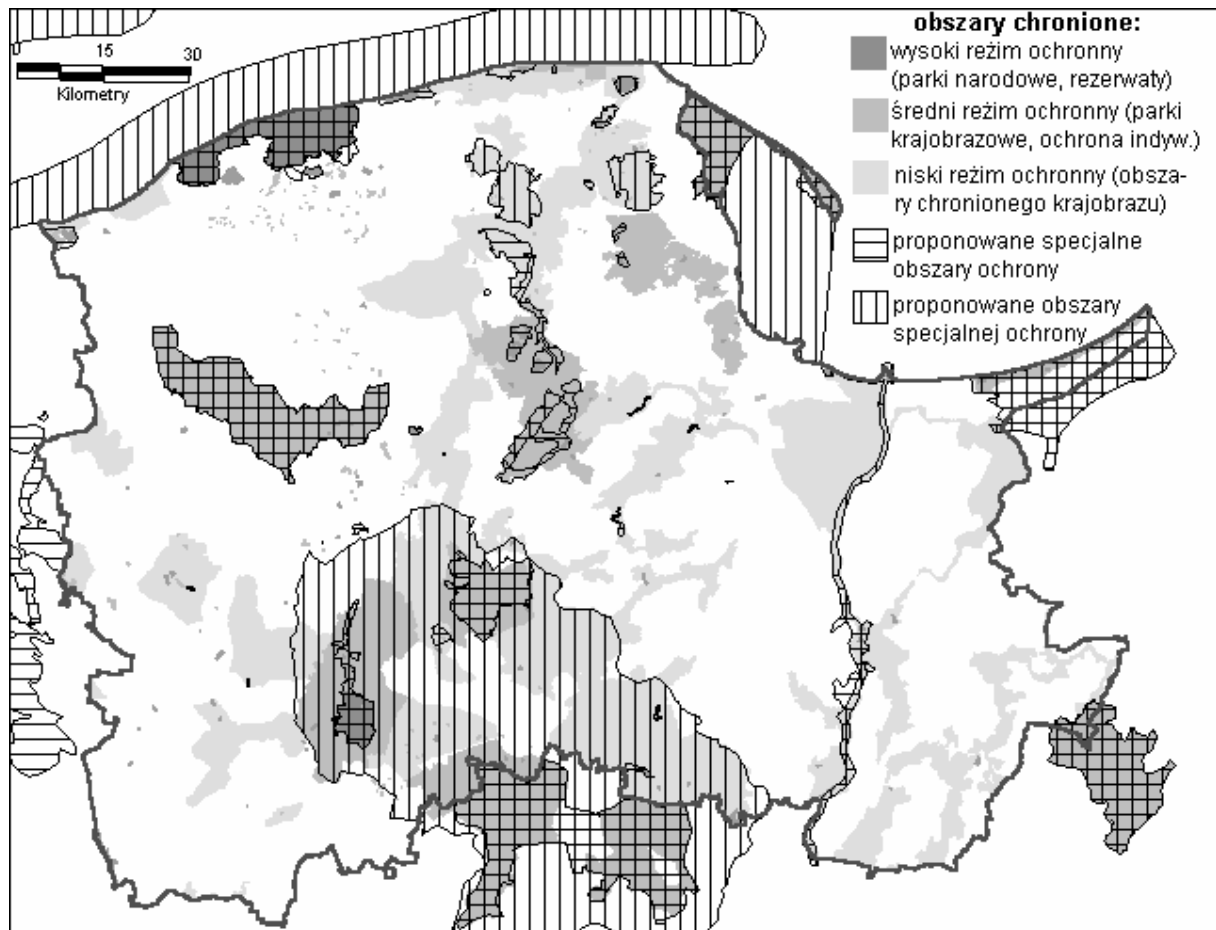 0 15 30
Kilometry
obszary chronione:
wysoki reżim ochronny
(parki narodowe, rezerwaty)
średni reżim ochronny (parki
krajobrazowe, ochrona indyw.)
niski reżim ochronny (obsza-
ry chronionego krajobrazu)
proponowane specjalne
obszary ochrony
proponowane obszary
specjalnej ochrony